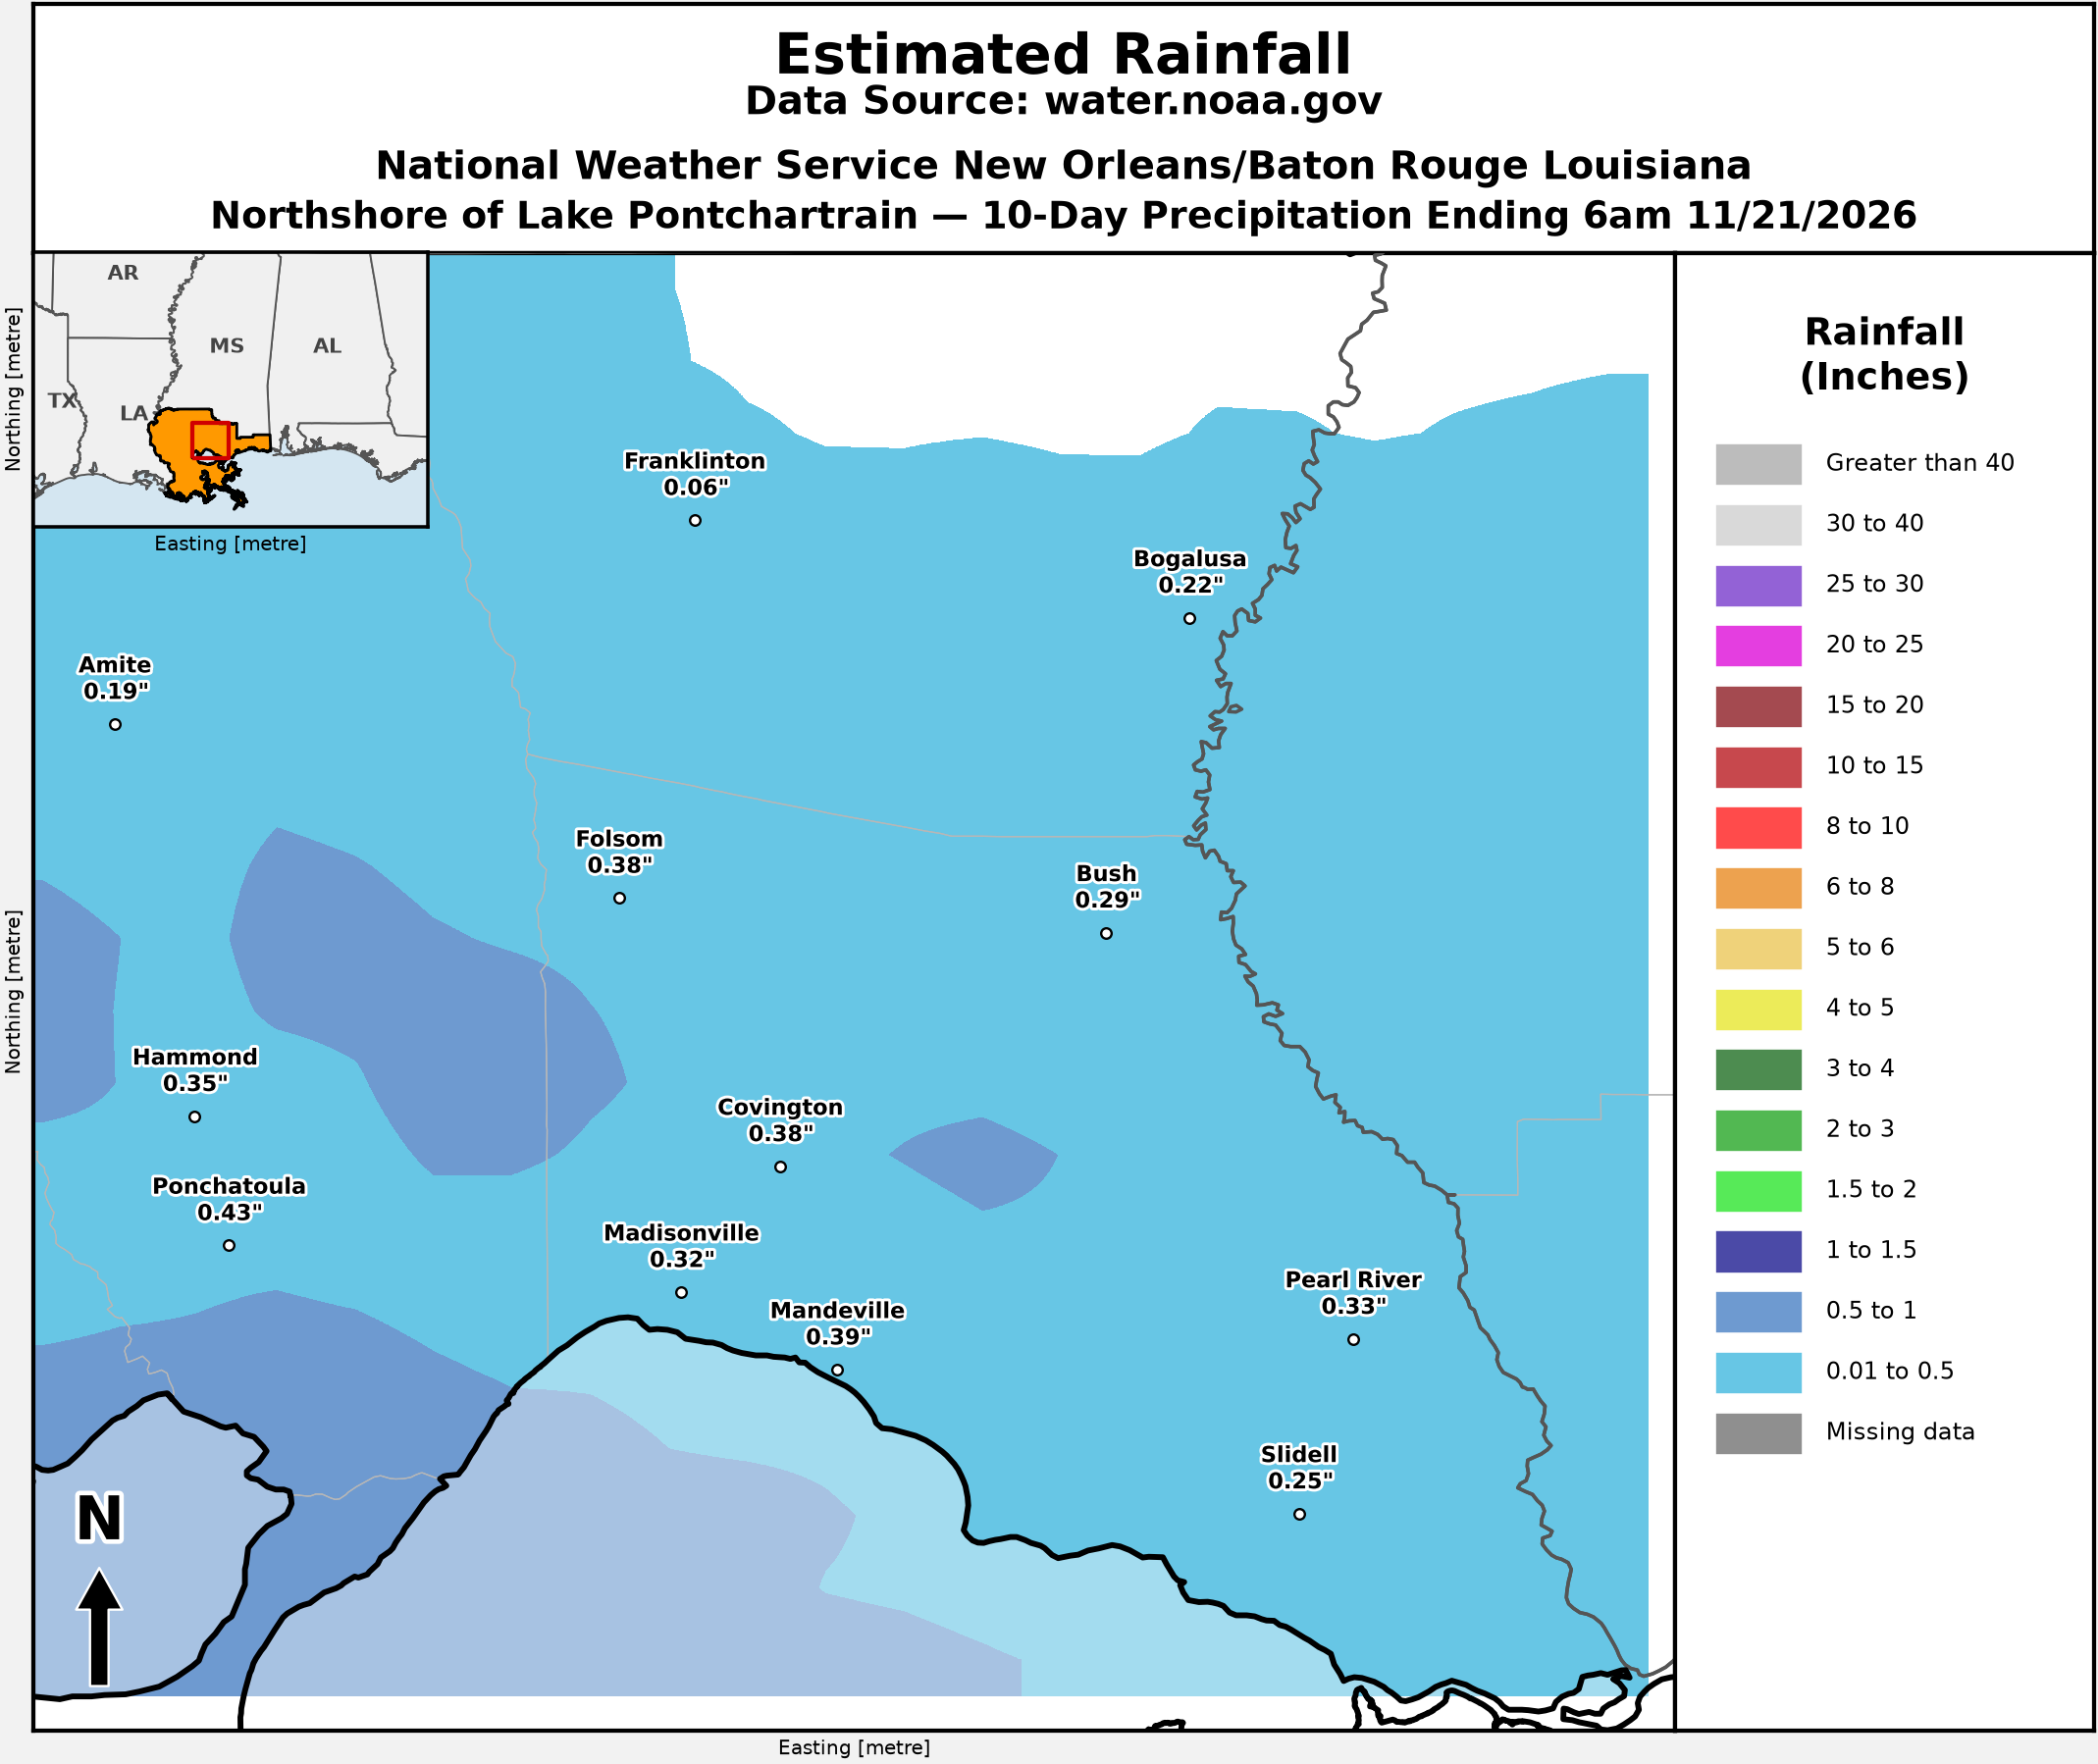 Estimated Rainfall
Data Source: water.noaa.gov
National Weather Service New Orleans/Baton Rouge Louisiana
Northshore of Lake Pontchartrain — 10-Day Precipitation Ending 6am 11/21/2026
Northing [metre]
AR
MS
AL
TX
LA
Easting [metre]
Franklinton
0.06"
Bogalusa
0.22"
Amite
0.19"
Folsom
0.38"
Bush
0.29"
Northing [metre]
Hammond
0.35"
Covington
0.38"
Ponchatoula
0.43"
Madisonville
0.32"
Pearl River
0.33"
Mandeville
0.39"
Slidell
0.25"
N
Easting [metre]
Rainfall
(Inches)
Greater than 40
30 to 40
25 to 30
20 to 25
15 to 20
10 to 15
8 to 10
6 to 8
5 to 6
4 to 5
3 to 4
2 to 3
1.5 to 2
1 to 1.5
0.5 to 1
0.01 to 0.5
Missing data